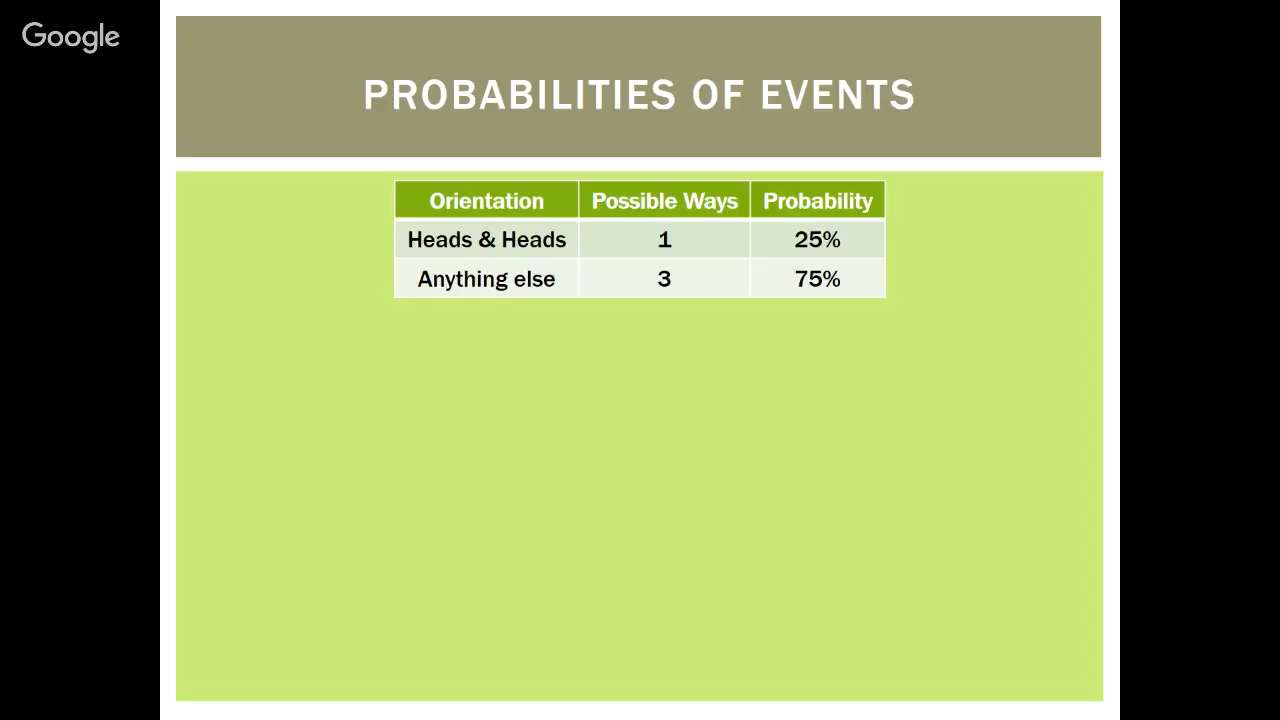 Google
PROBABILITIES OF EVENTS
Orientation Possible Ways Probability
Heads & Heads 1 25%
Anything else 3 75%